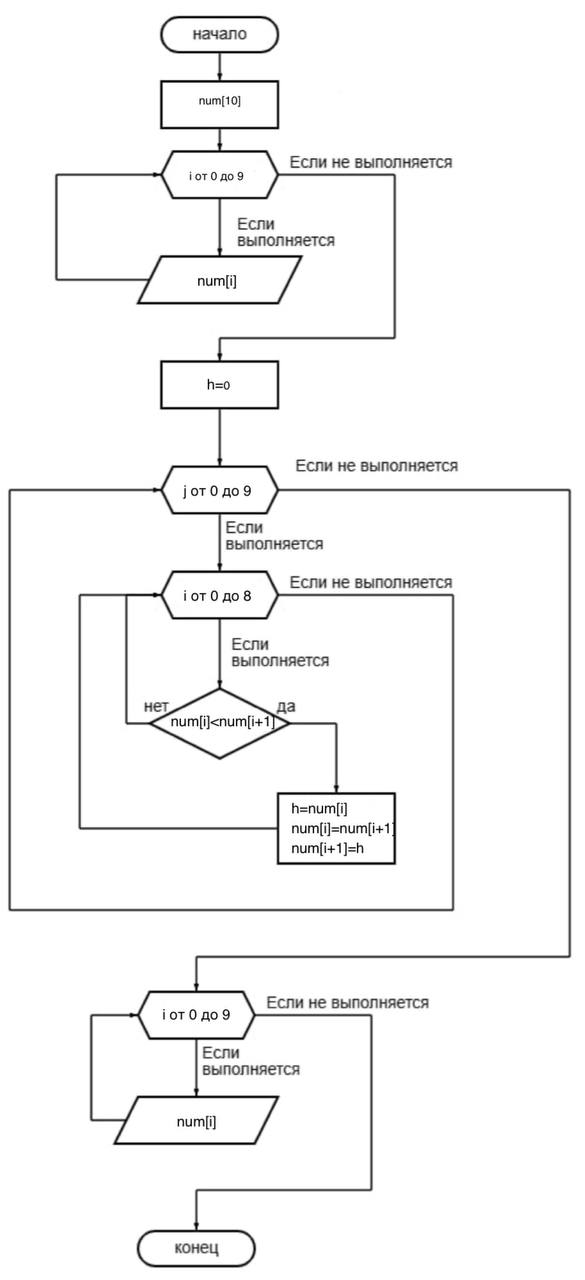 начало
num[10]
i от 0 до 9
Если не выполняется
Если
выполняется
num[i]
h=0
j от 0 до 9
Если не выполняется
Если
выполняется
i от 0 до 8
Если не выполняется
Если
выполняется
нет
да
num[i]<num[i+1]
h=num[i]
num[i]=num[i+1]
num[i+1]=h
i от 0 до 9
Если не выполняется
Если
выполняется
num[i]
конец